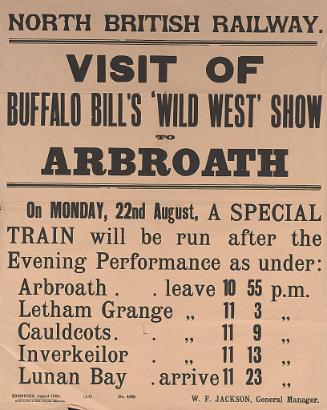 NORTH BRITISH RAILWAY.
VISIT OF
BUFFALO BILL'S 'WILD WEST' SHOW
TO
ARBROATH
On MONDAY, 22nd August, A SPECIAL
TRAIN will be run after the
Evening Performance as under:
Arbroath . . leave 10 55 p.m.
Letham Grange „ 11 3 „
Cauldcots. . „ 11 9 „
Inverkeilor . „ 11 13 „
Lunan Bay . arrive 11 23 „
W. F. JACKSON, General Manager.